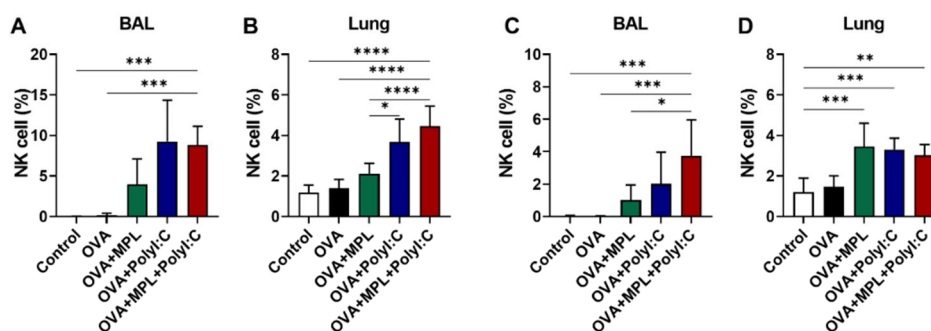 A
BAL
NK cell (%)
20
15
10
5
0
***
***
Control
OVA
OVA+MPL
OVA+PolyI:C
OVA+MPL+PolyI:C
B
Lung
NK cell (%)
8
6
4
2
0
****
****
****
*
Control
OVA
OVA+MPL
OVA+PolyI:C
OVA+MPL+PolyI:C
C
BAL
NK cell (%)
10
8
6
4
2
0
***
***
*
Control
OVA
OVA+MPL
OVA+PolyI:C
OVA+MPL+PolyI:C
D
Lung
NK cell (%)
8
6
4
2
0
**
***
***
Control
OVA
OVA+MPL
OVA+PolyI:C
OVA+MPL+PolyI:C